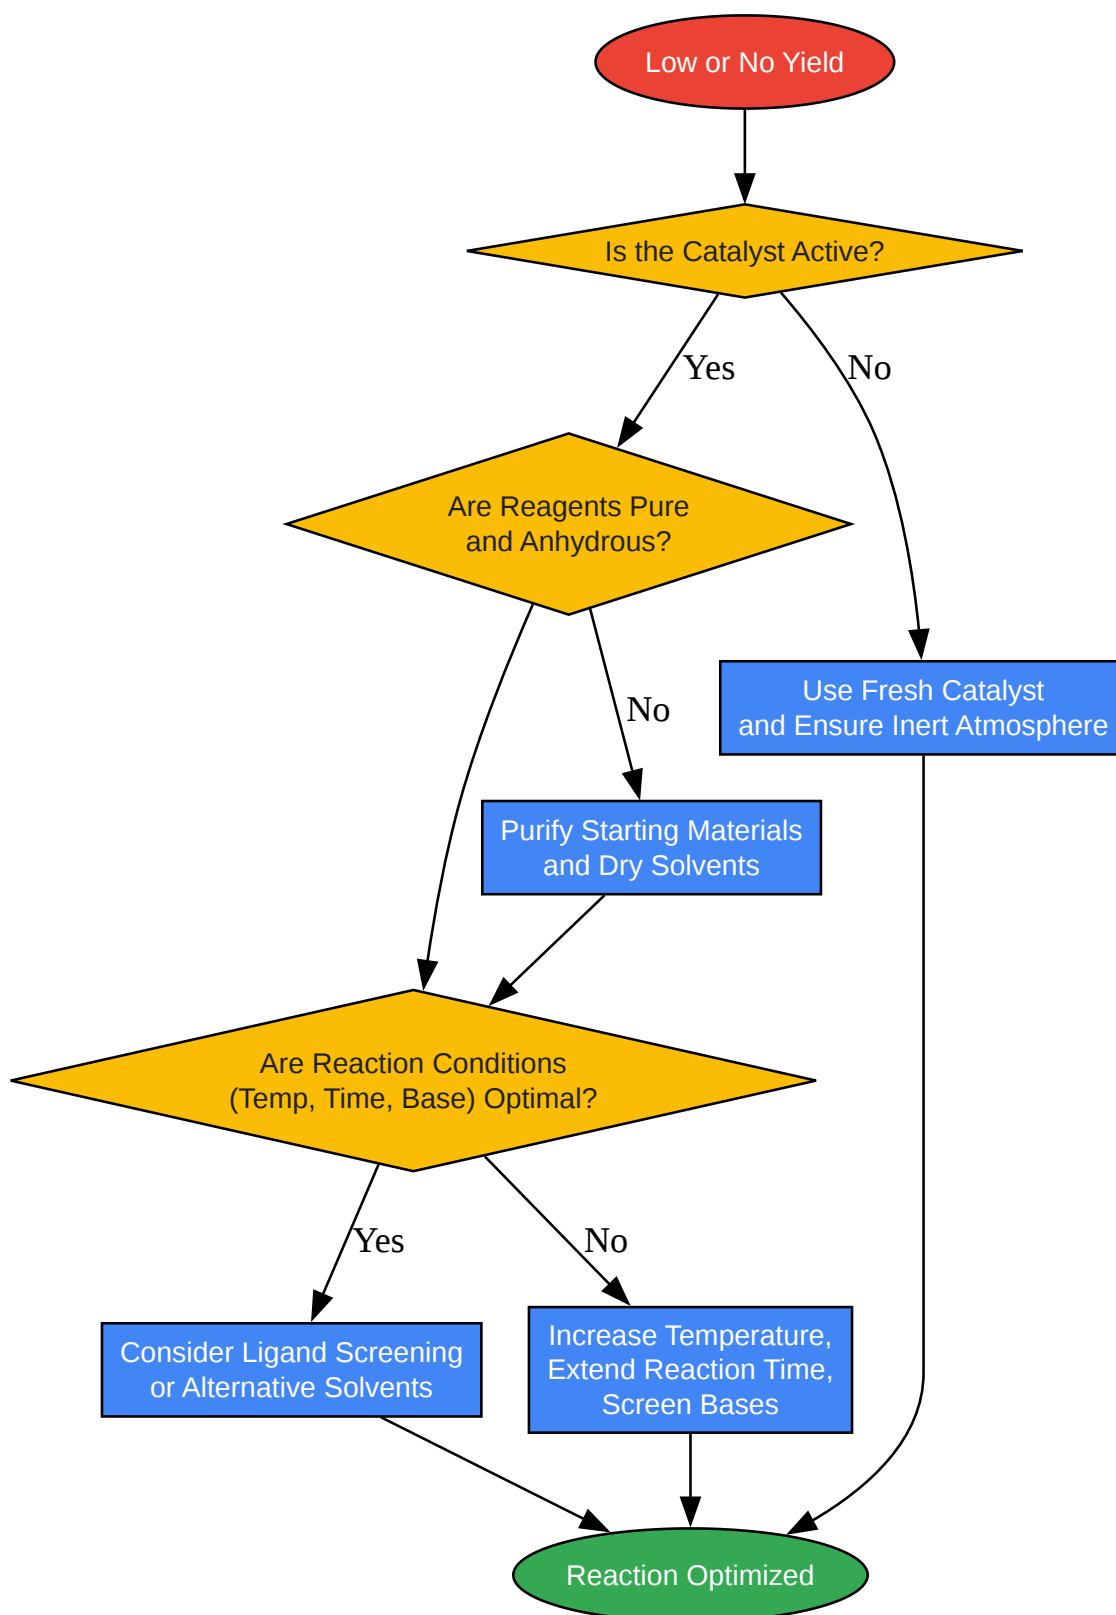 Low or No Yield
Is the Catalyst Active?
Yes
No
Are Reagents Pure
and Anhydrous?
Use Fresh Catalyst
and Ensure Inert Atmosphere
No
Purify Starting Materials
and Dry Solvents
Are Reaction Conditions
(Temp, Time, Base) Optimal?
Yes
No
Consider Ligand Screening
or Alternative Solvents
Increase Temperature,
Extend Reaction Time,
Screen Bases
Reaction Optimized